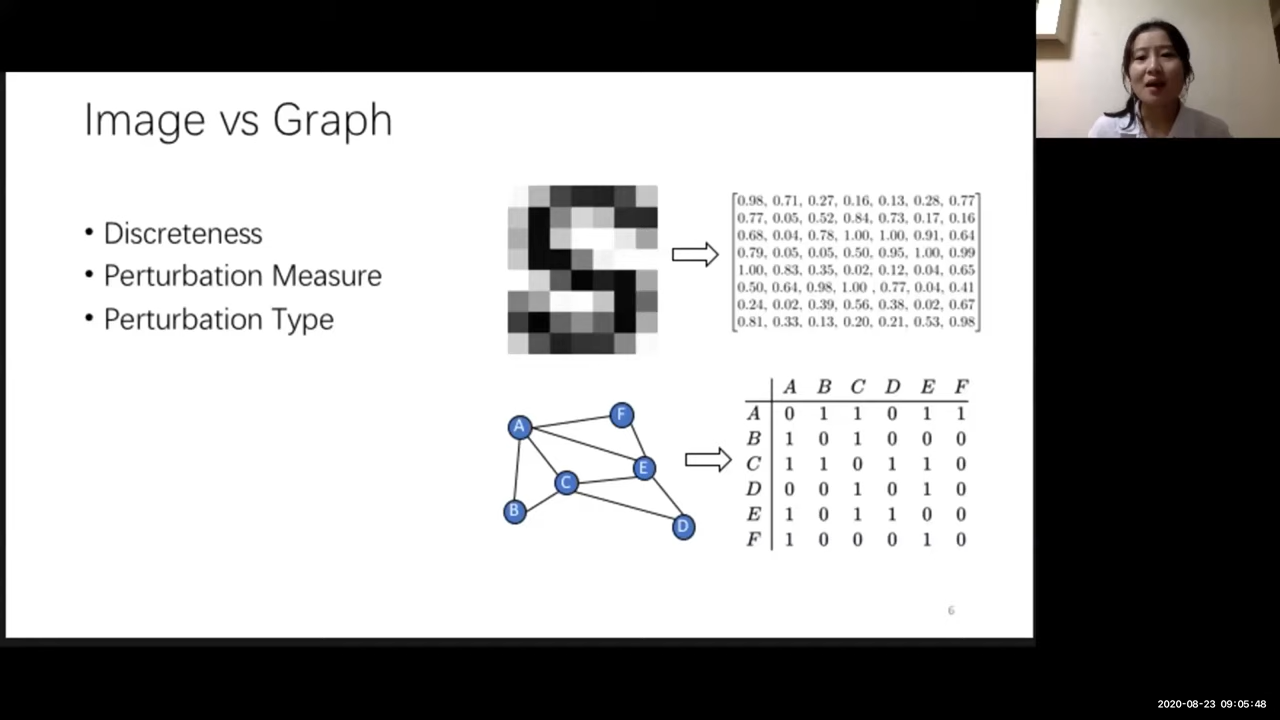 Image vs Graph
• Discreteness
• Perturbation Measure
• Perturbation Type
0.98, 0.71, 0.27, 0.16, 0.13, 0.28, 0.77
0.77, 0.05, 0.52, 0.84, 0.73, 0.17, 0.16
0.68, 0.04, 0.78, 1.00, 1.00, 0.91, 0.64
0.79, 0.05, 0.05, 0.50, 0.95, 1.00, 0.99
1.00, 0.83, 0.35, 0.02, 0.12, 0.04, 0.65
0.50, 0.64, 0.98, 1.00 , 0.77, 0.04, 0.41
0.24, 0.02, 0.39, 0.56, 0.38, 0.02, 0.67
0.81, 0.33, 0.13, 0.20, 0.21, 0.53, 0.98
A
F
E
C
B
D
A B C D E F
A 0 1 1 0 1 1
B 1 0 1 0 0 0
C 1 1 0 1 1 0
D 0 0 1 0 1 0
E 1 0 1 1 0 0
F 1 0 0 0 1 0
6
2020-08-23 09:05:48